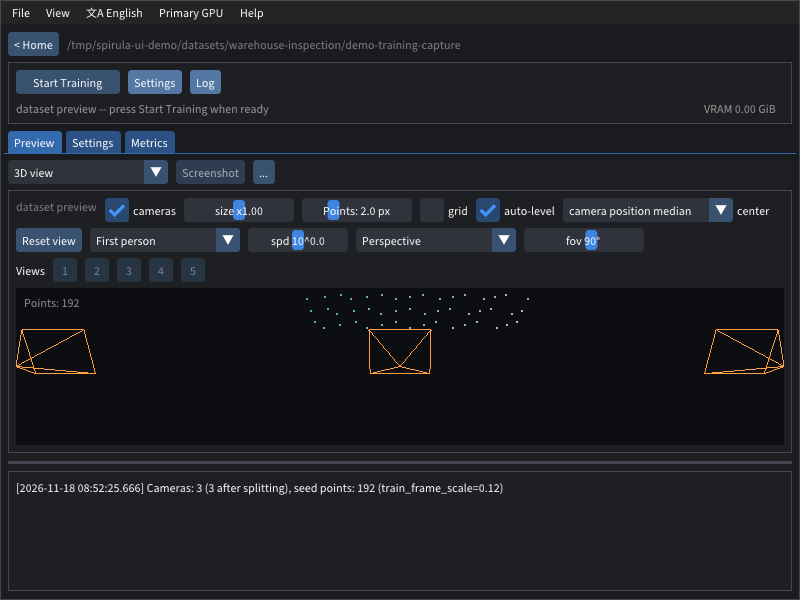 File View 文A English Primary GPU Help
< Home /tmp/spirula-ui-demo/datasets/warehouse-inspection/demo-training-capture
Start Training Settings Log
dataset preview -- press Start Training when ready VRAM 0.00 GiB
Preview Settings Metrics
3D view Screenshot ...
dataset preview cameras size x1.00 Points: 2.0 px grid auto-level camera position median center
Reset view First person spd 10^0.0 Perspective fov 90°
Views 1 2 3 4 5
Points: 192
[2026-11-18 08:52:25.666] Cameras: 3 (3 after splitting), seed points: 192 (train_frame_scale=0.12)